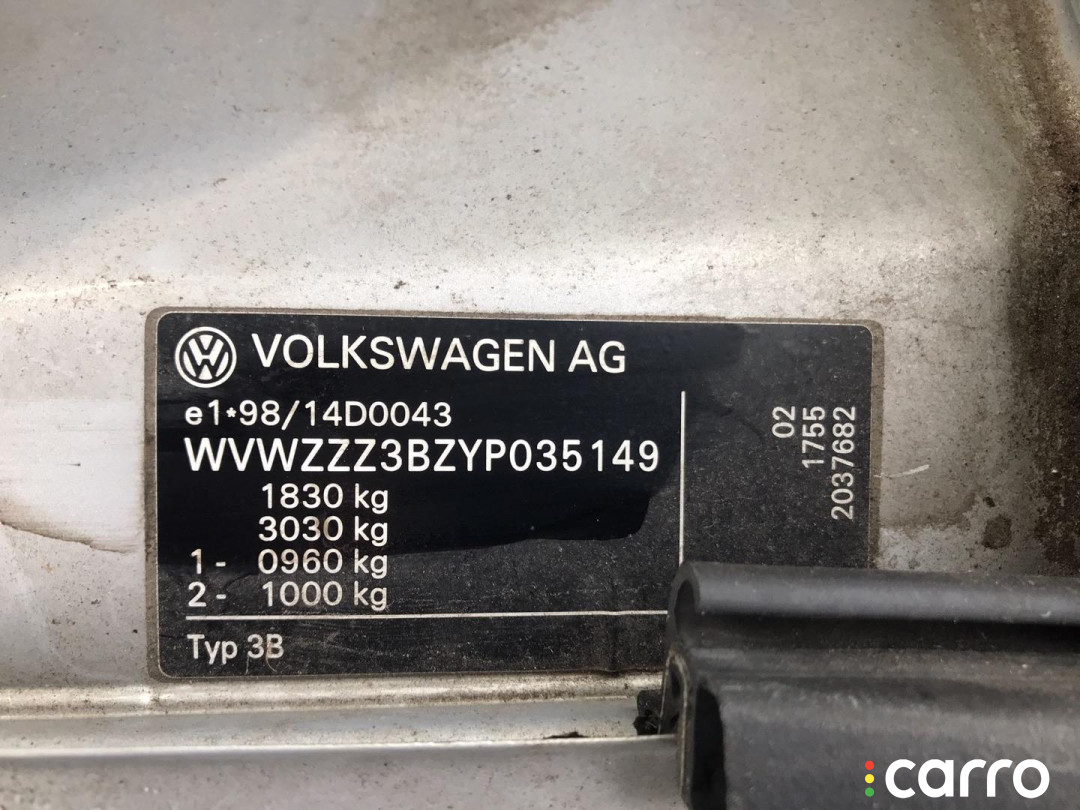 VOLKSWAGEN AG
e1*98/14D0043
WVWZZZ3BZYP035149
1830 kg
3030 kg
1- 0960 kg
2- 1000 kg
Typ 3B
02
1755
2037682
carro